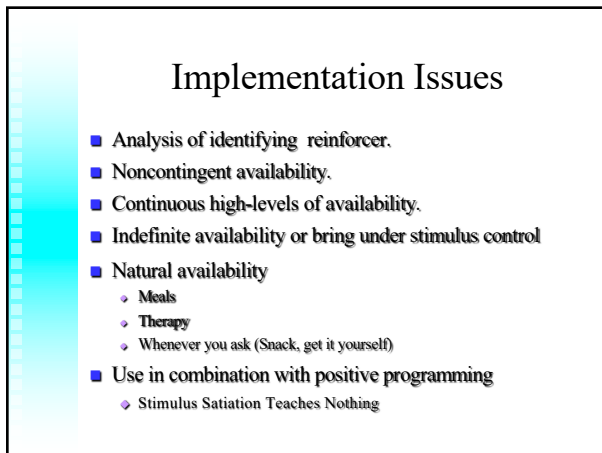 Implementation Issues
Analysis of identifying reinforcer.
Noncontingent availability.
Continuous high-levels of availability.
Indefinite availability or bring under stimulus control
Natural availability
Meals
Therapy
Whenever you ask (Snack, get it yourself)
Use in combination with positive programming
Stimulus Satiation Teaches Nothing